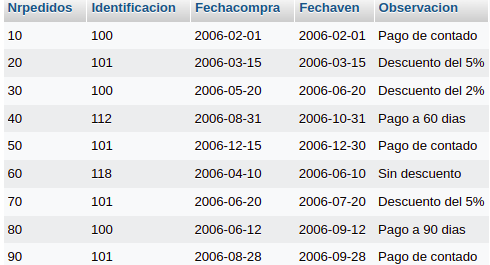 Nrpedidos Identificacion Fechacompra Fechaven Observacion
10 100 2006-02-01 2006-02-01 Pago de contado
20 101 2006-03-15 2006-03-15 Descuento del 5%
30 100 2006-05-20 2006-06-20 Descuento del 2%
40 112 2006-08-31 2006-10-31 Pago a 60 dias
50 101 2006-12-15 2006-12-30 Pago de contado
60 118 2006-04-10 2006-06-10 Sin descuento
70 101 2006-06-20 2006-07-20 Descuento del 5%
80 100 2006-06-12 2006-09-12 Pago a 90 dias
90 101 2006-08-28 2006-09-28 Pago de contado